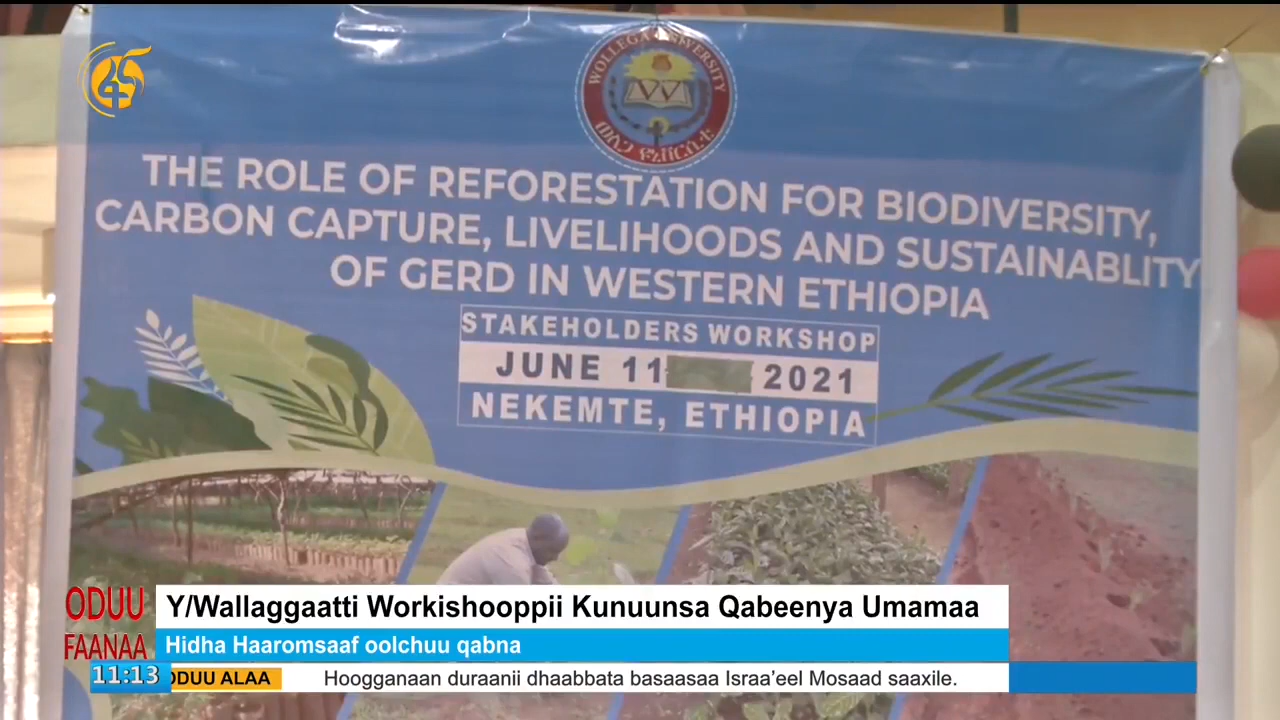 WOLLEGA UNIVERSITY
ወለጋ ዩኒቨርሲቲ
THE ROLE OF REFORESTATION FOR BIODIVERSITY,
CARBON CAPTURE, LIVELIHOODS AND SUSTAINABLITY
OF GERD IN WESTERN ETHIOPIA
STAKEHOLDERS WORKSHOP
JUNE 11 2021
NEKEMTE, ETHIOPIA
ODUU
FAANAA
Y/Wallaggaatti Workishooppii Kunuunsa Qabeenya Umamaa
Hidha Haaromsaaf oolchuu qabna
11:13
ODUU ALAA
Hoogganaan duraanii dhaabbata basaasaa Israa’eel Mosaad saaxile.